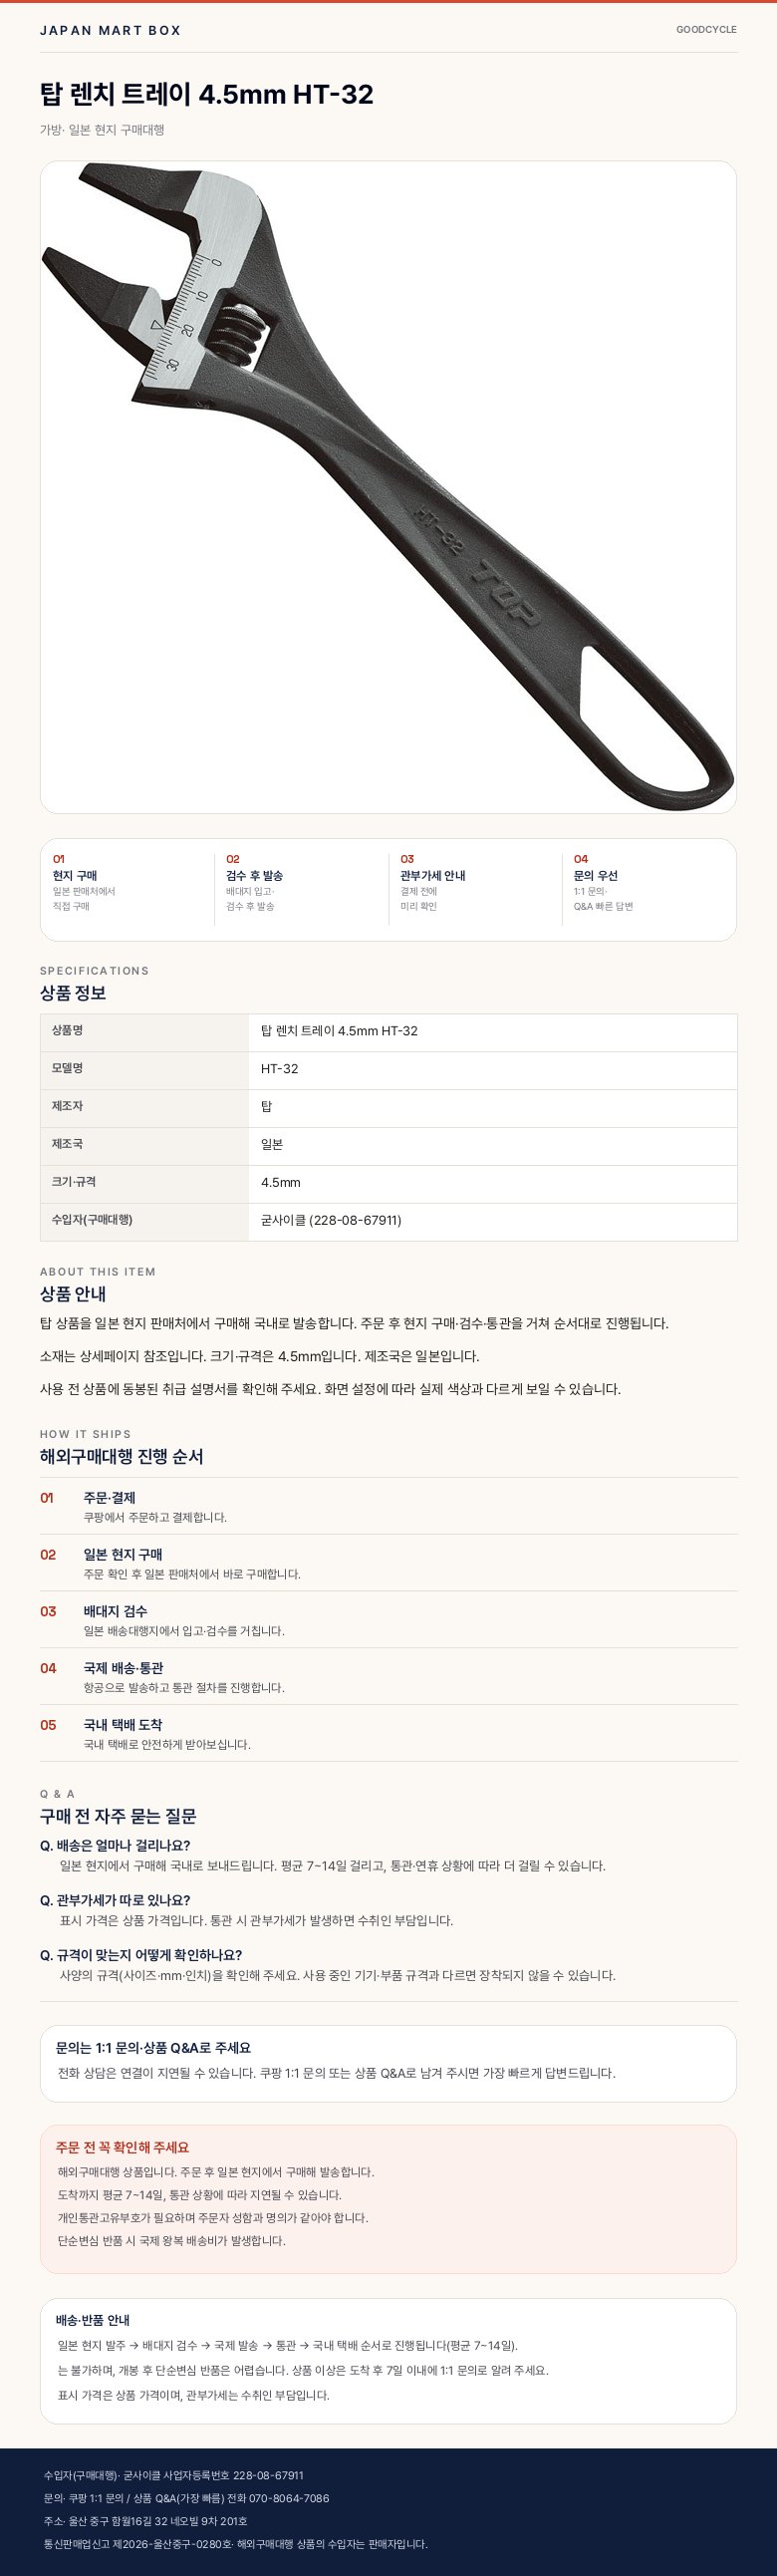 JAPAN MART BOX
GOODCYCLE
탑 렌치 트레이 4.5mm HT-32
가방· 일본 현지 구매대행
0
10
20
30
HT-32
TOP
01
현지 구매
일본 판매처에서
직접 구매
02
검수 후 발송
배대지 입고·
검수 후 발송
03
관부가세 안내
결제 전에
미리 확인
04
문의 우선
1:1 문의·
Q&A 빠른 답변
SPECIFICATIONS
상품 정보
상품명 탑 렌치 트레이 4.5mm HT-32
모델명 HT-32
제조자 탑
제조국 일본
크기·규격 4.5mm
수입자(구매대행) 굳사이클 (228-08-67911)
ABOUT THIS ITEM
상품 안내
탑 상품을 일본 현지 판매처에서 구매해 국내로 발송합니다. 주문 후 현지 구매·검수·통관을 거쳐 순서대로 진행됩니다.
소재는 상세페이지 참조입니다. 크기·규격은 4.5mm입니다. 제조국은 일본입니다.
사용 전 상품에 동봉된 취급 설명서를 확인해 주세요. 화면 설정에 따라 실제 색상과 다르게 보일 수 있습니다.
HOW IT SHIPS
해외구매대행 진행 순서
01 주문·결제
쿠팡에서 주문하고 결제합니다.
02 일본 현지 구매
주문 확인 후 일본 판매처에서 바로 구매합니다.
03 배대지 검수
일본 배송대행지에서 입고·검수를 거칩니다.
04 국제 배송·통관
항공으로 발송하고 통관 절차를 진행합니다.
05 국내 택배 도착
국내 택배로 안전하게 받아보십니다.
Q & A
구매 전 자주 묻는 질문
Q. 배송은 얼마나 걸리나요?
일본 현지에서 구매해 국내로 보내드립니다. 평균 7~14일 걸리고, 통관·연휴 상황에 따라 더 걸릴 수 있습니다.
Q. 관부가세가 따로 있나요?
표시 가격은 상품 가격입니다. 통관 시 관부가세가 발생하면 수취인 부담입니다.
Q. 규격이 맞는지 어떻게 확인하나요?
사양의 규격(사이즈·mm·인치)을 확인해 주세요. 사용 중인 기기·부품 규격과 다르면 장착되지 않을 수 있습니다.
문의는 1:1 문의·상품 Q&A로 주세요
전화 상담은 연결이 지연될 수 있습니다. 쿠팡 1:1 문의 또는 상품 Q&A로 남겨 주시면 가장 빠르게 답변드립니다.
주문 전 꼭 확인해 주세요
해외구매대행 상품입니다. 주문 후 일본 현지에서 구매해 발송합니다.
도착까지 평균 7~14일, 통관 상황에 따라 지연될 수 있습니다.
개인통관고유부호가 필요하며 주문자 성함과 명의가 같아야 합니다.
단순변심 반품 시 국제 왕복 배송비가 발생합니다.
배송·반품 안내
일본 현지 발주 → 배대지 검수 → 국제 발송 → 통관 → 국내 택배 순서로 진행됩니다(평균 7~14일).
는 불가하며, 개봉 후 단순변심 반품은 어렵습니다. 상품 이상은 도착 후 7일 이내에 1:1 문의로 알려 주세요.
표시 가격은 상품 가격이며, 관부가세는 수취인 부담입니다.
수입자(구매대행)· 굳사이클 사업자등록번호 228-08-67911
문의· 쿠팡 1:1 문의 / 상품 Q&A(가장 빠름) 전화 070-8064-7086
주소· 울산 중구 함월16길 32 네오빌 9차 201호
통신판매업신고 제2026-울산중구-0280호· 해외구매대행 상품의 수입자는 판매자입니다.